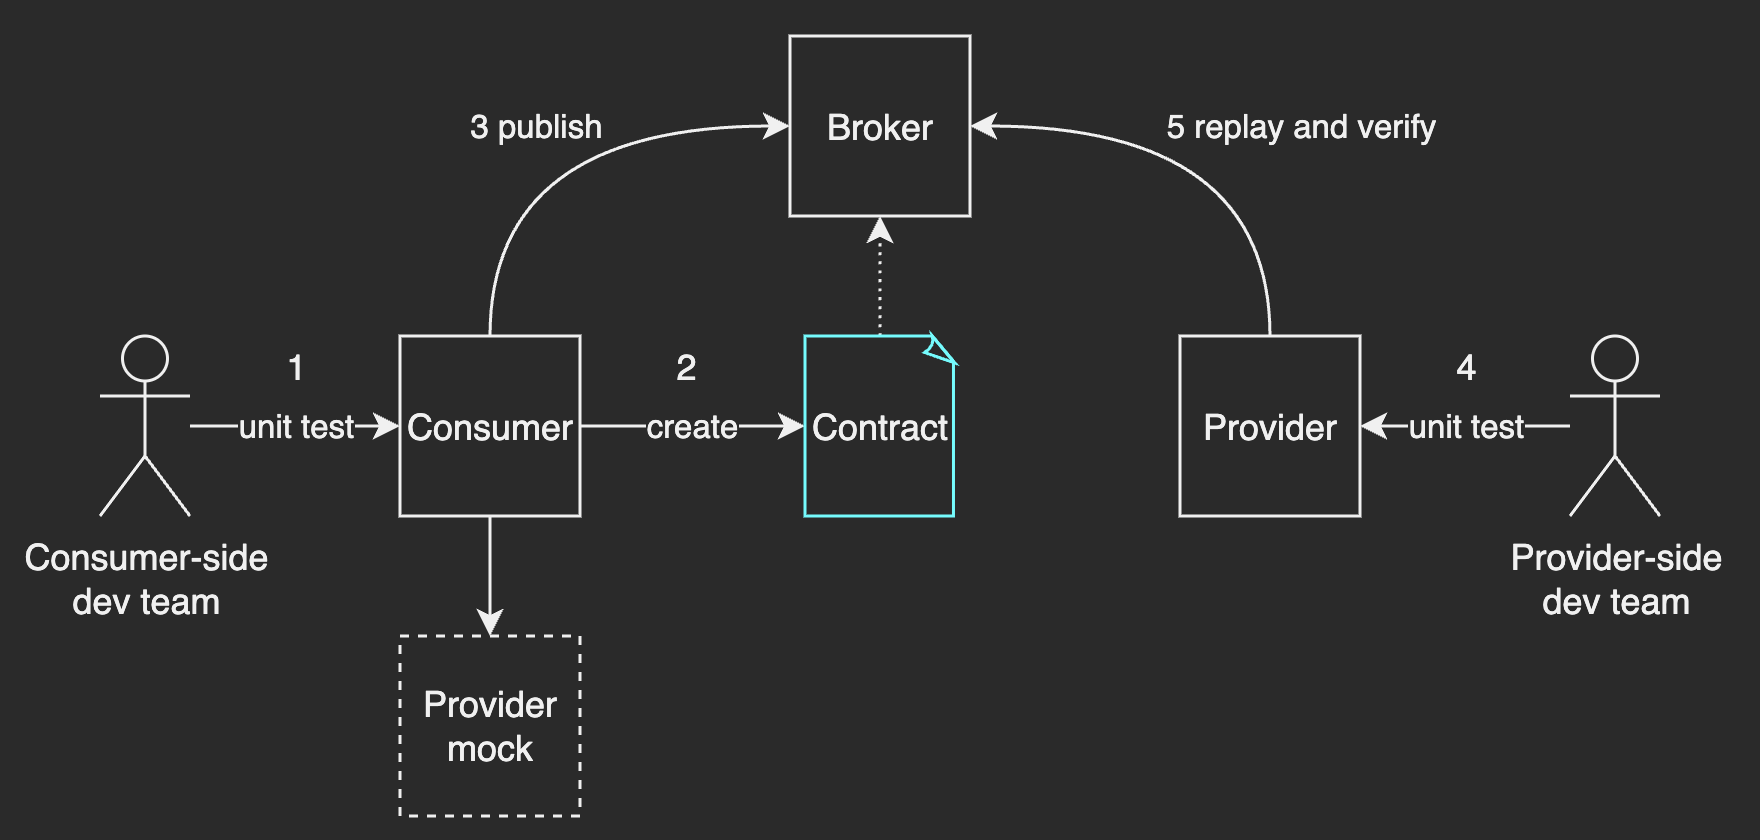 Broker
3 publish
5 replay and verify
1
2
4
unit test
Consumer
create
Contract
Provider
unit test
Consumer-side
dev team
Provider-side
dev team
Provider
mock